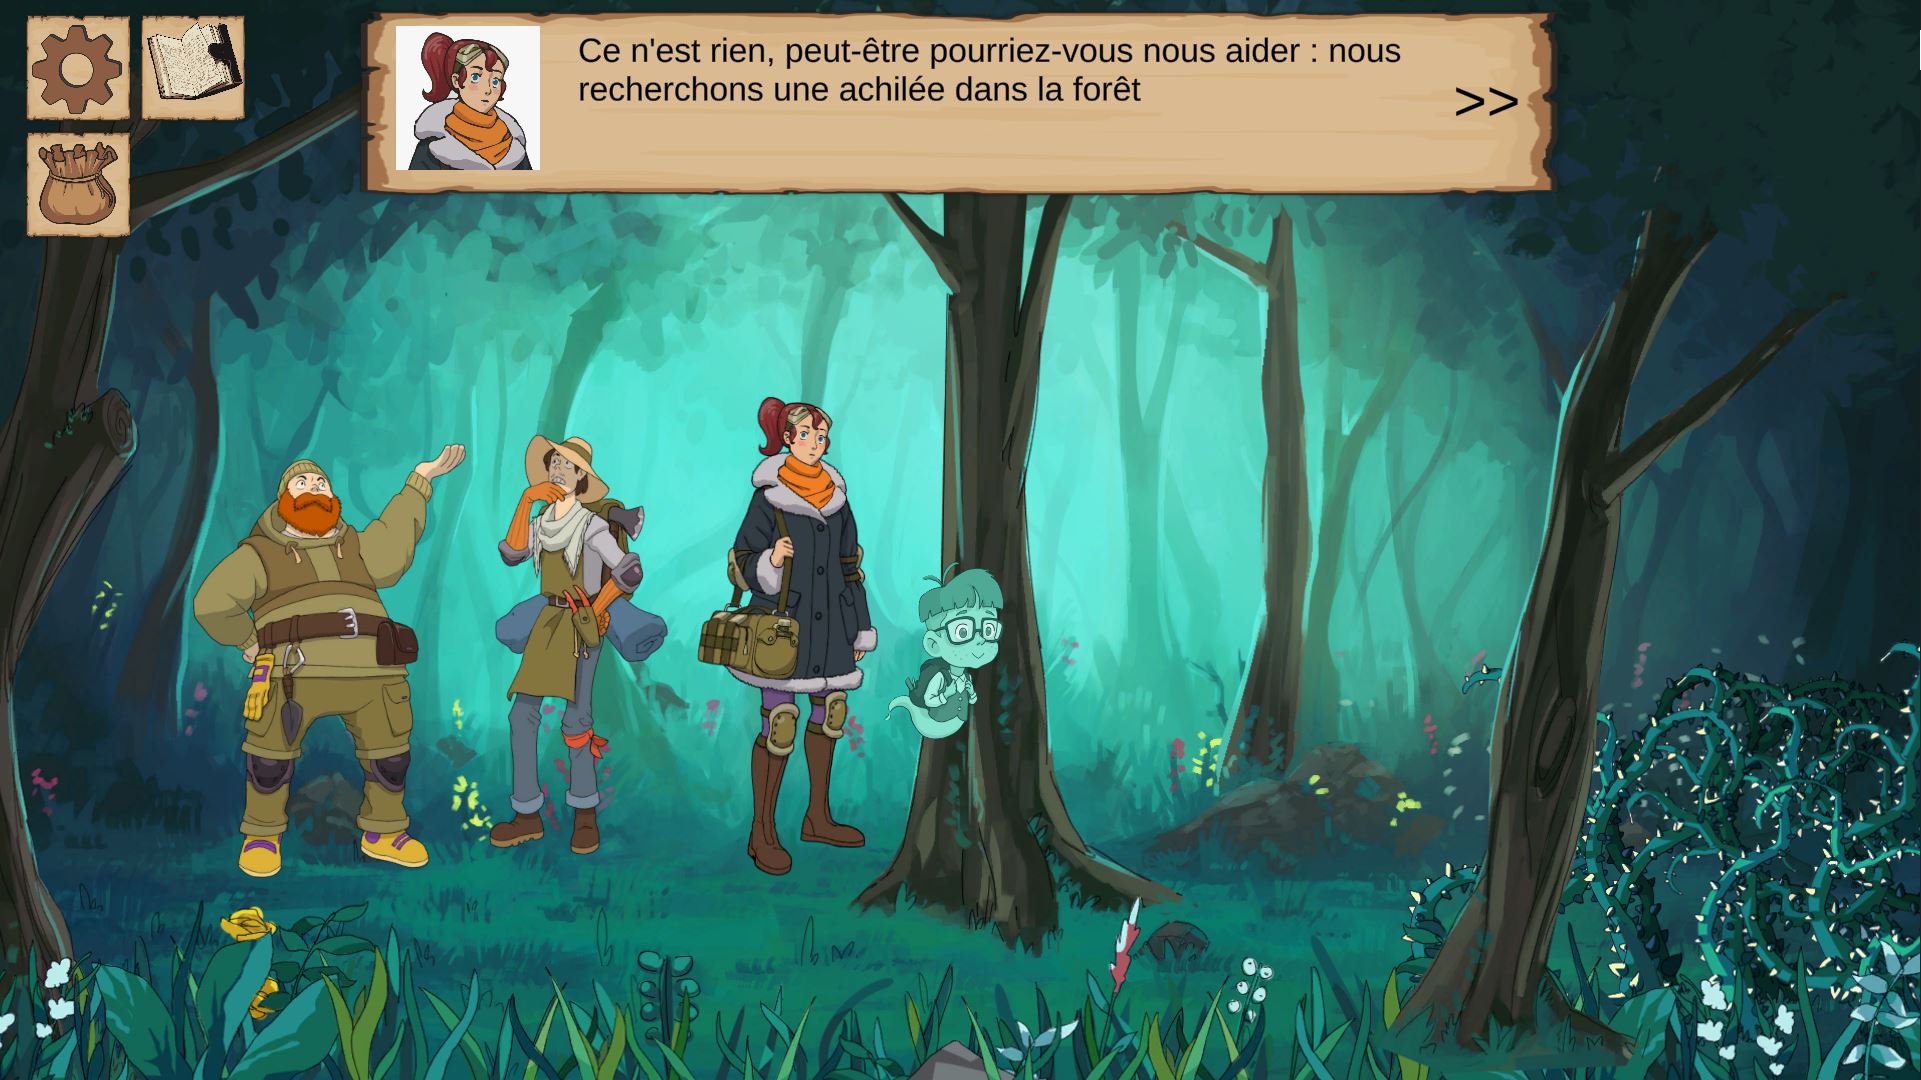 Ce n'est rien, peut-être pourriez-vous nous aider : nous
recherchons une achilée dans la forêt
>>